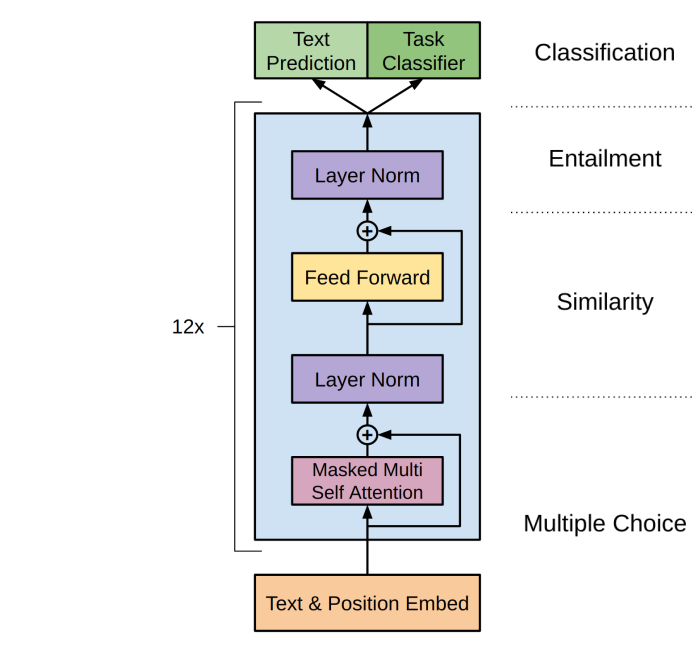 Text
Prediction
Task
Classifier
Classification
Layer Norm
Entailment
+
Feed Forward
Similarity
12x
Layer Norm
+
Masked Multi
Self Attention
Multiple Choice
Text & Position Embed